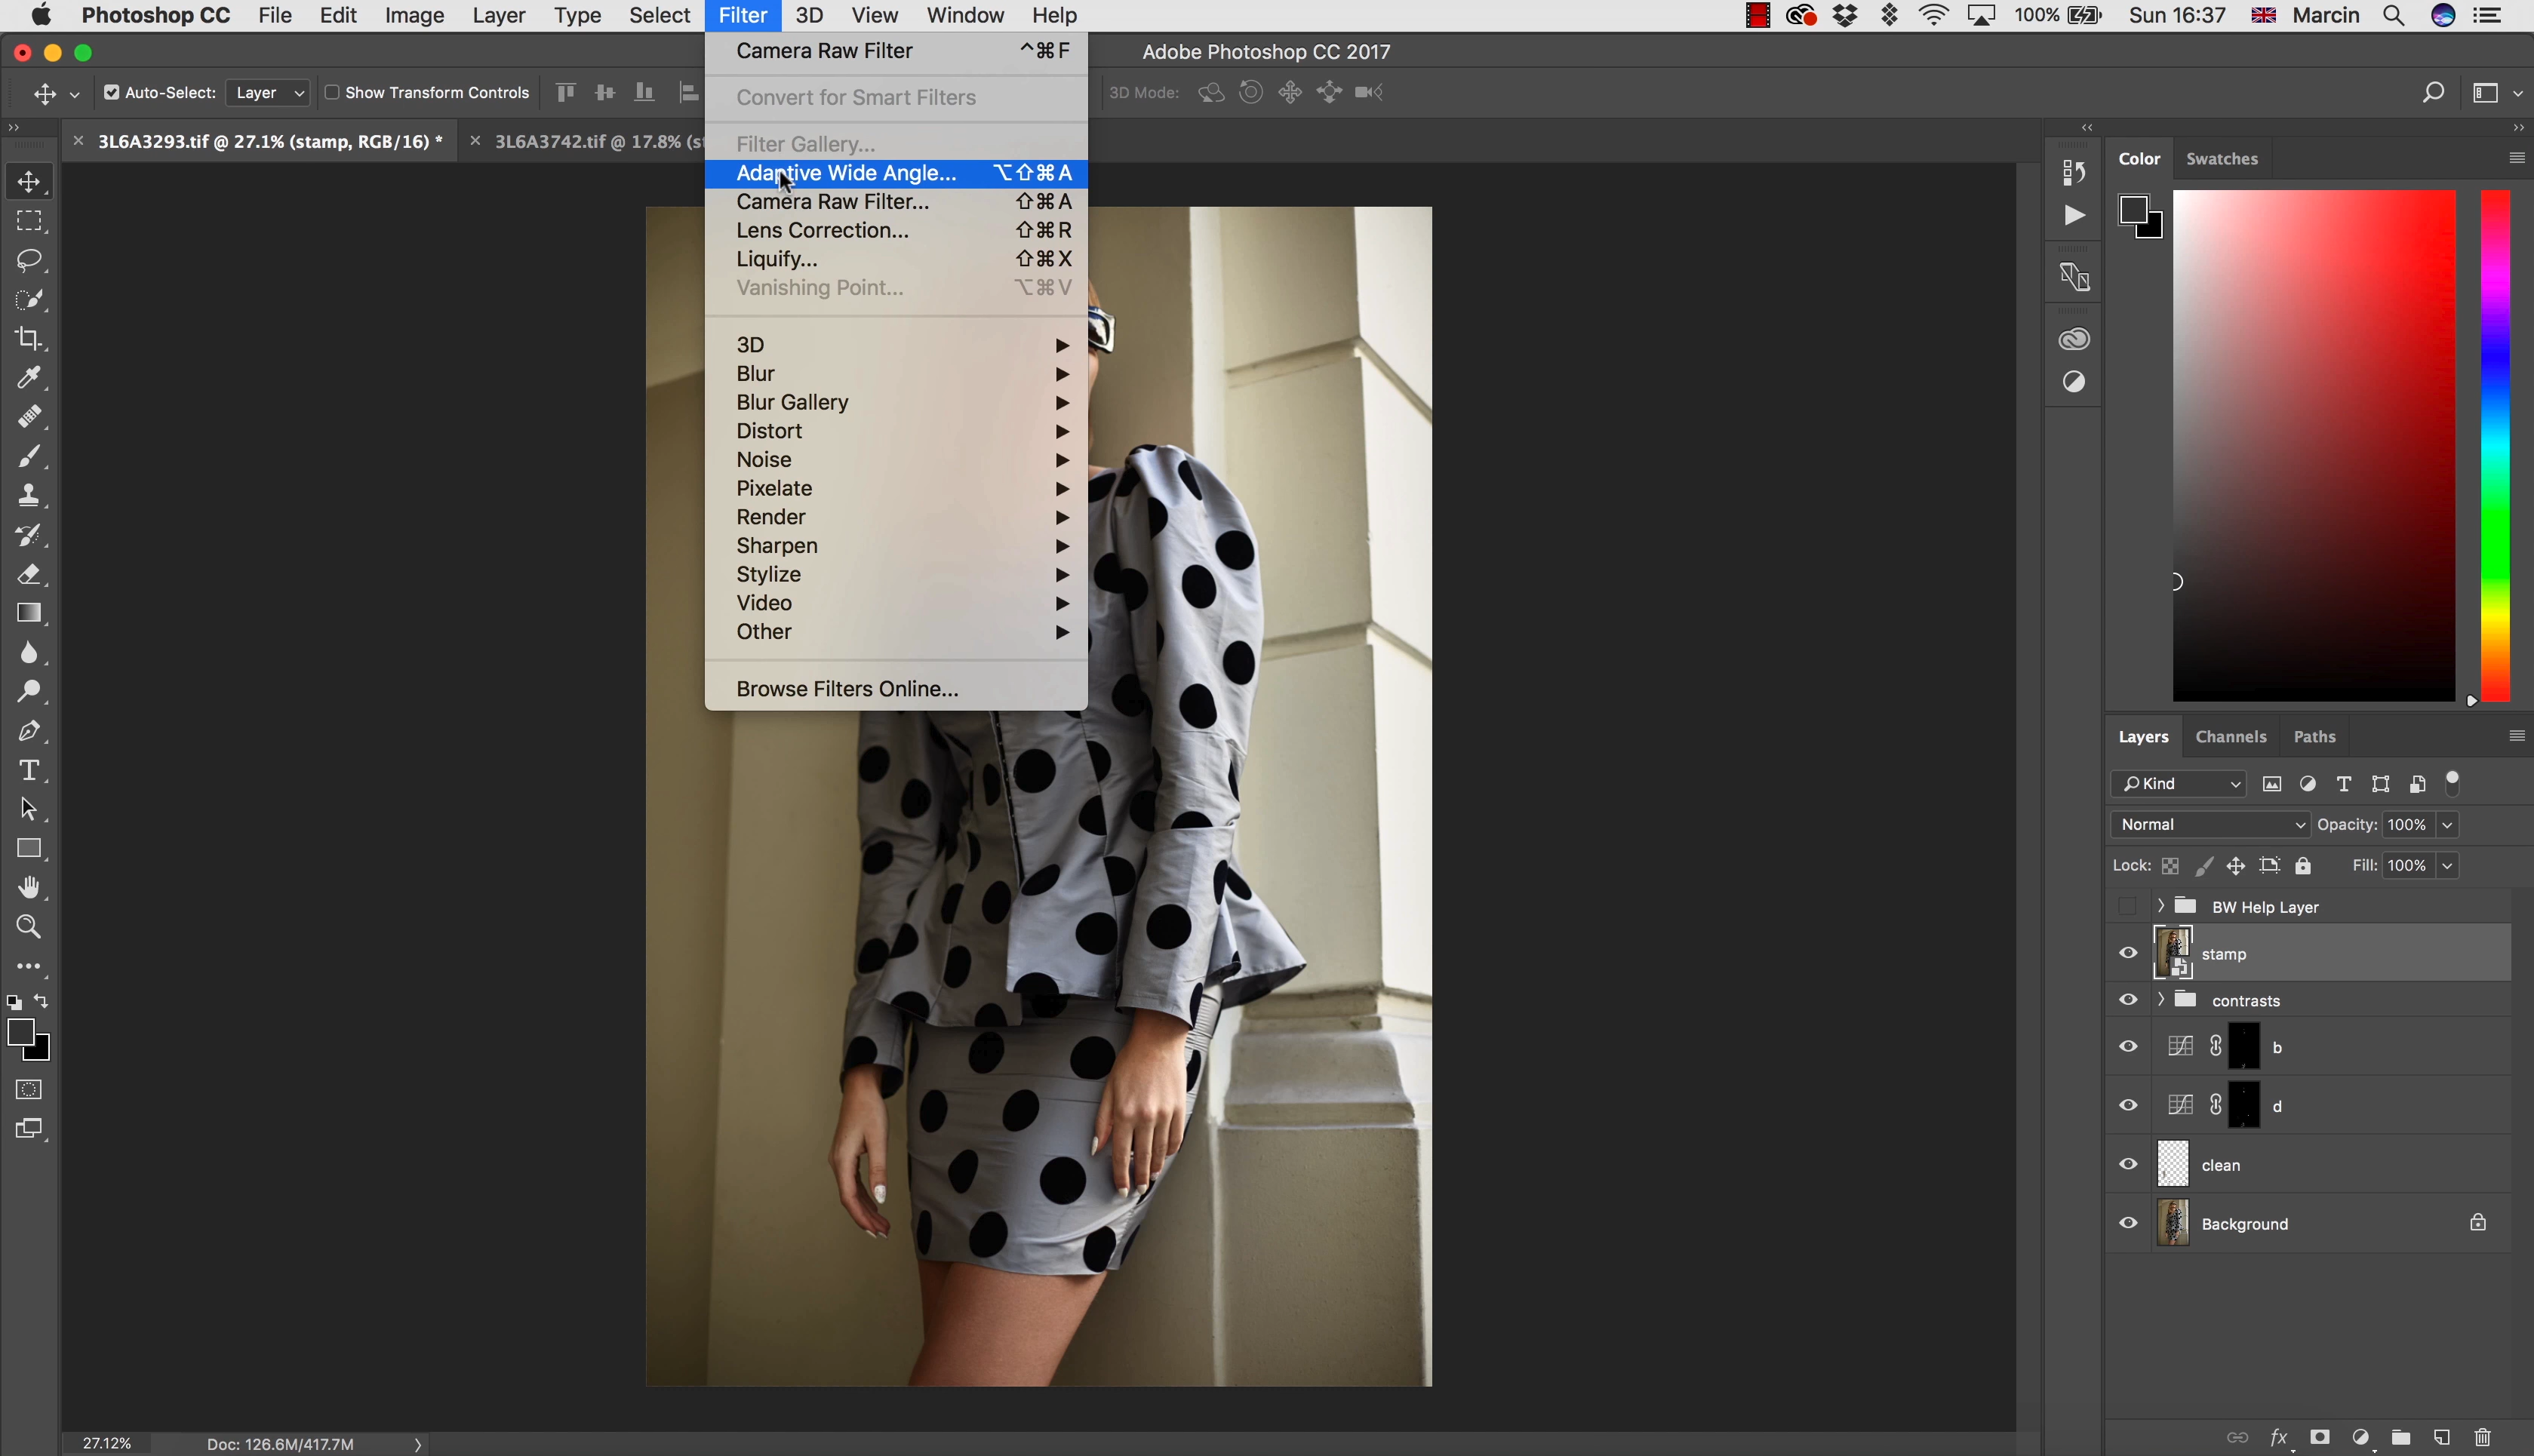 Photoshop CC File Edit Image Layer Type Select Filter 3D View Window Help 100% Sun 16:37 Marcin
Adobe Photoshop CC 2017
Auto-Select: Layer Show Transform Controls 3D Mode:
3L6A3293.tif @ 27.1% (stamp, RGB/16) * 3L6A3742.tif @ 17.8% (st
Camera Raw Filter ^⌘F
Convert for Smart Filters
Filter Gallery...
Adaptive Wide Angle... ⌥⇧⌘A
Camera Raw Filter... ⇧⌘A
Lens Correction... ⇧⌘R
Liquify... ⇧⌘X
Vanishing Point... ⌥⌘V
3D
Blur
Blur Gallery
Distort
Noise
Pixelate
Render
Sharpen
Stylize
Video
Other
Browse Filters Online...
Color Swatches
Layers Channels Paths
Kind
Normal Opacity: 100%
Lock: Fill: 100%
BW Help Layer
stamp
contrasts
b
d
clean
Background
fx
27.12% Doc: 126.6M/417.7M